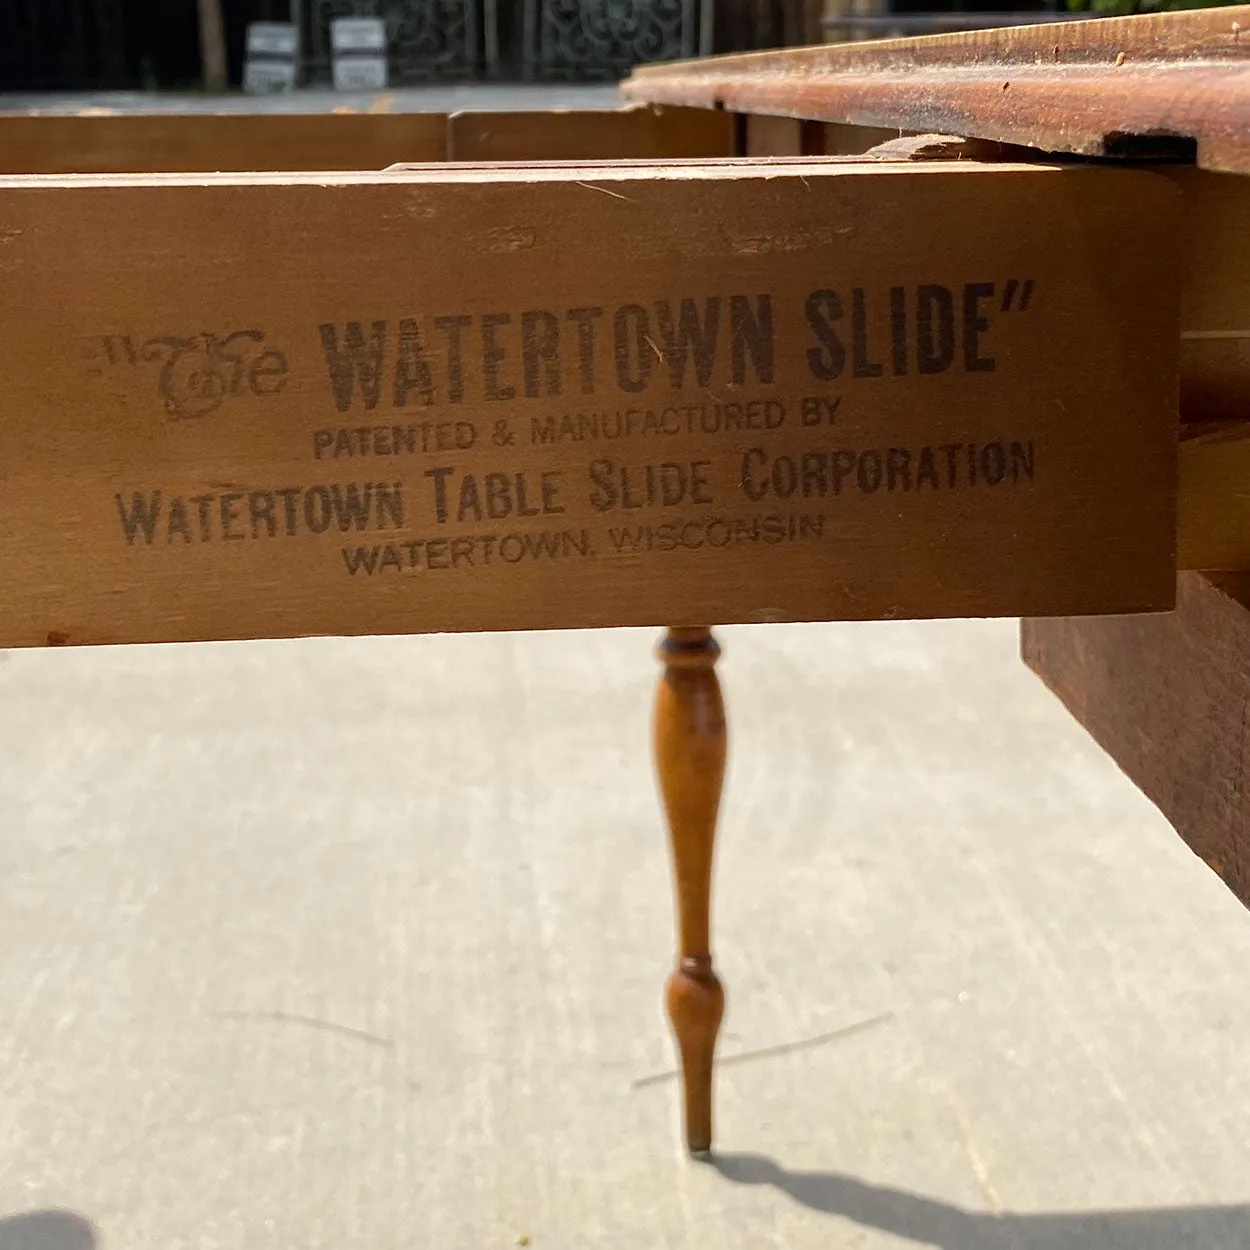 "The WATERTOWN SLIDE"
PATENTED & MANUFACTURED BY
WATERTOWN TABLE SLIDE CORPORATION
WATERTOWN, WISCONSIN